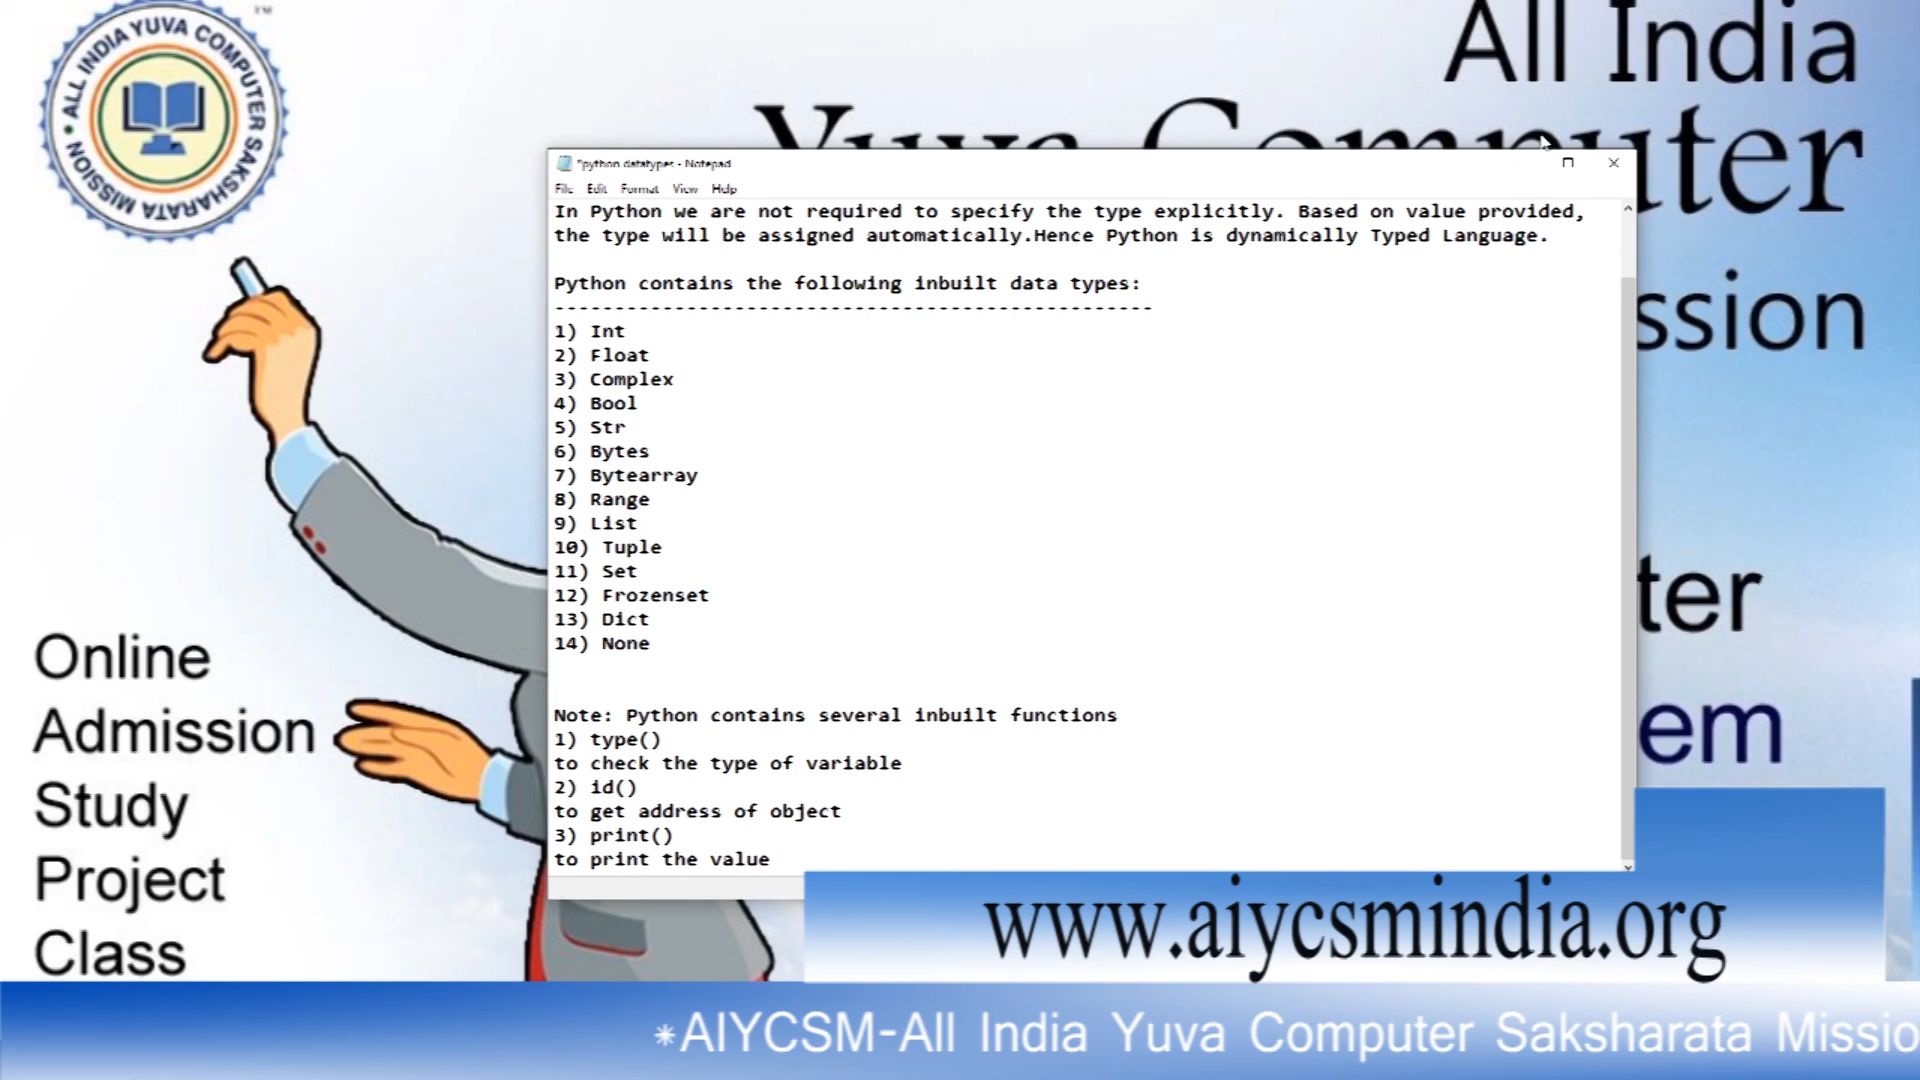 ALL INDIA YUVA COMPUTER SAKSHARATA MISSION
TM
All India
Yuva Computer
ssion
ter
em
*python datatypes - Notepad
File Edit Format View Help
In Python we are not required to specify the type explicitly. Based on value provided,
the type will be assigned automatically.Hence Python is dynamically Typed Language.
Python contains the following inbuilt data types:
--------------------------------------------------
1) Int
2) Float
3) Complex
4) Bool
5) Str
6) Bytes
7) Bytearray
8) Range
9) List
10) Tuple
11) Set
12) Frozenset
13) Dict
14) None
Note: Python contains several inbuilt functions
1) type()
to check the type of variable
2) id()
to get address of object
3) print()
to print the value
Online
Admission
Study
Project
Class
www.aiycsmindia.org
*AIYCSM-All India Yuva Computer Saksharata Missio